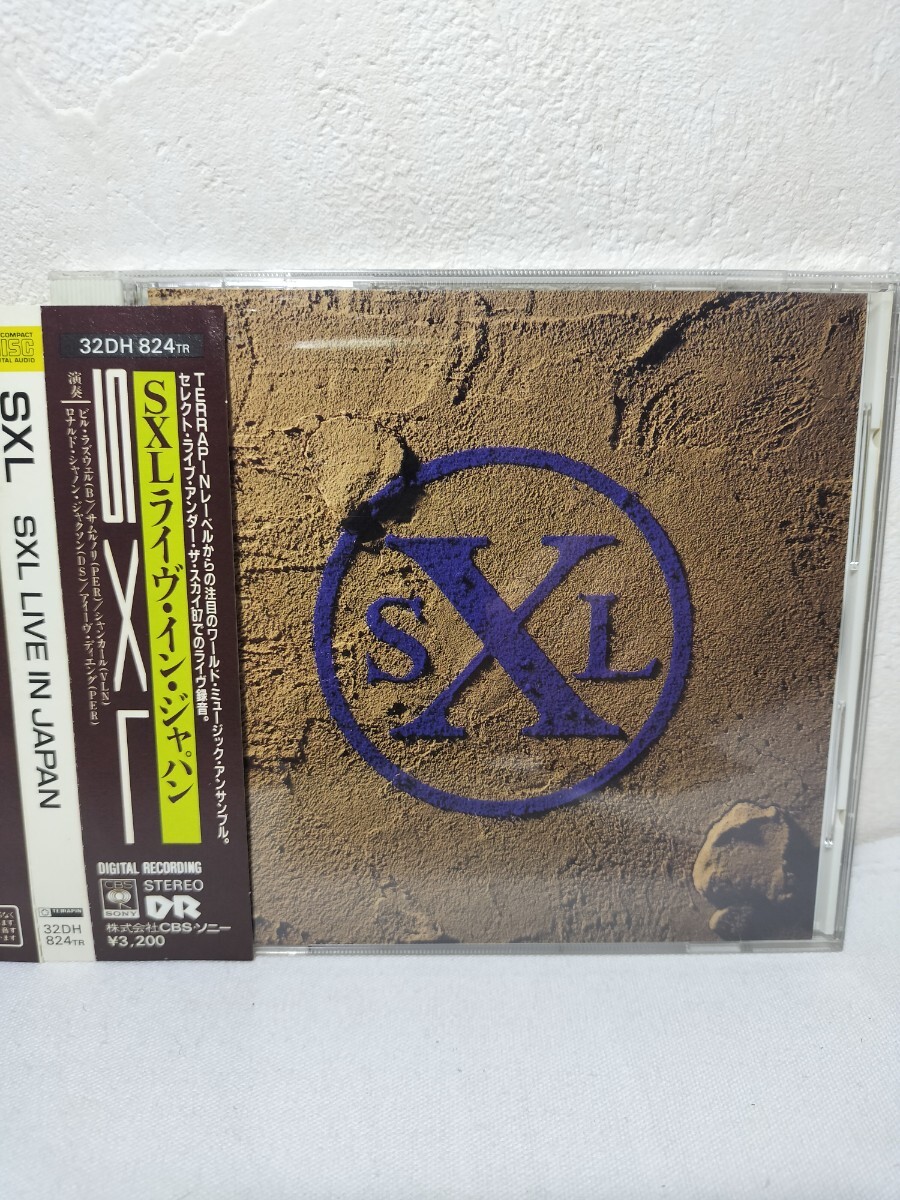 COMPACT
DISC
DIGITAL AUDIO
SXL SXL LIVE IN JAPAN
TERRAPIN
32DH
824TR
32DH 824TR
TERRAPINレーベルからの注目のワールド・ミュージック・アンサンブル。
セレクト・ライブ・アンダー・ザ・スカイ87でのライヴ録音。
SXLライヴ・イン・ジャパン
SXL
演奏
ビル・ラズウェル(B)/サムルノリ(PER)/シャンカール(VLN)
ロナルド・シャノン・ジャクソン(DS)/アイーヴ・ディエング(PER)
DIGITAL RECORDING
CBS
SONY
STEREO
DR
株式会社CBS・ソニー
¥3,200
SXL